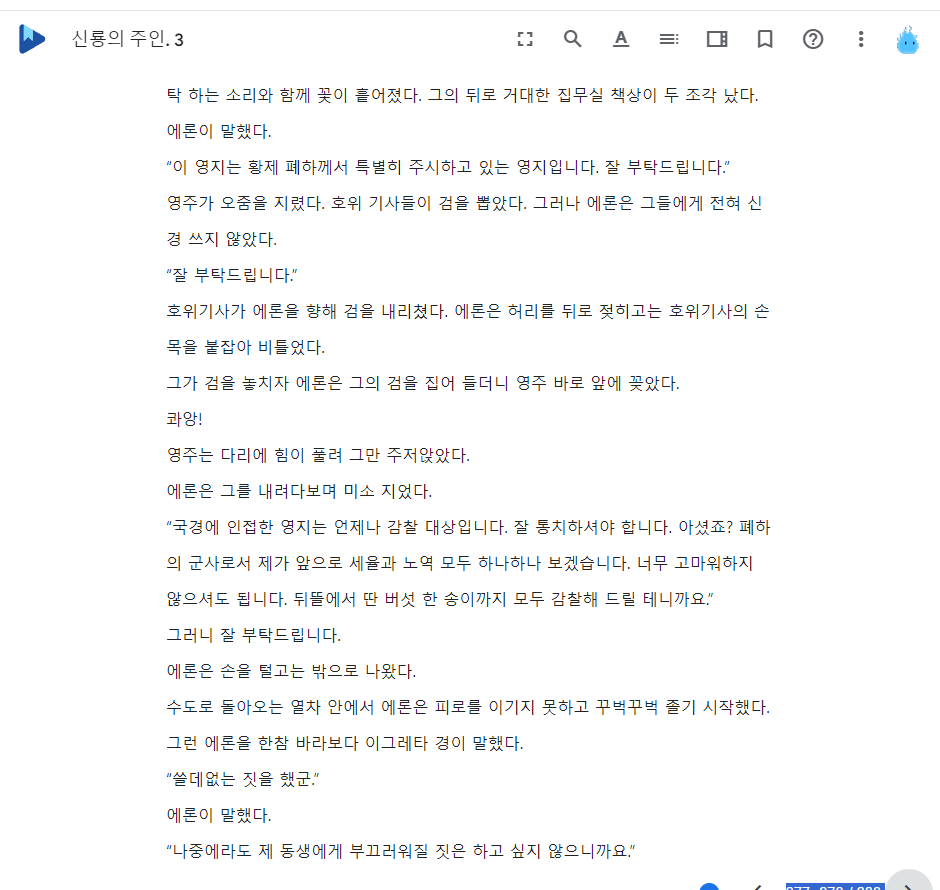 신룡의 주인. 3
탁 하는 소리와 함께 꽃이 흩어졌다. 그의 뒤로 거대한 집무실 책상이 두 조각 났다.
에론이 말했다.
“이 영지는 황제 폐하께서 특별히 주시하고 있는 영지입니다. 잘 부탁드립니다.”
영주가 오줌을 지렸다. 호위 기사들이 검을 뽑았다. 그러나 에론은 그들에게 전혀 신
경 쓰지 않았다.
“잘 부탁드립니다.”
호위기사가 에론을 향해 검을 내리쳤다. 에론은 허리를 뒤로 젖히고는 호위기사의 손
목을 붙잡아 비틀었다.
그가 검을 놓치자 에론은 그의 검을 집어 들더니 영주 바로 앞에 꽂았다.
콰앙!
영주는 다리에 힘이 풀려 그만 주저앉았다.
에론은 그를 내려다보며 미소 지었다.
“국경에 인접한 영지는 언제나 감찰 대상입니다. 잘 통치하셔야 합니다. 아셨죠? 폐하
의 군사로서 제가 앞으로 세율과 노역 모두 하나하나 보겠습니다. 너무 고마워하지
않으셔도 됩니다. 뒤뜰에서 딴 버섯 한 송이까지 모두 감찰해 드릴 테니까요.”
그러니 잘 부탁드립니다.
에론은 손을 털고는 밖으로 나왔다.
수도로 돌아오는 열차 안에서 에론은 피로를 이기지 못하고 꾸벅꾸벅 졸기 시작했다.
그런 에론을 한참 바라보다 이그레타 경이 말했다.
“쓸데없는 짓을 했군.”
에론이 말했다.
“나중에라도 제 동생에게 부끄러워질 짓은 하고 싶지 않으니까요.”